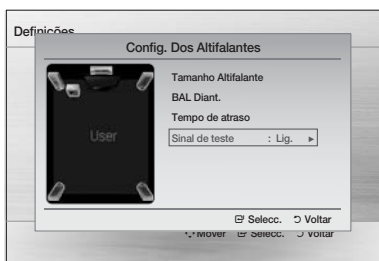 Definições
Config. Dos Altifalantes
Tamanho Altifalante
BAL Diant.
Tempo de atraso
Sinal de teste : Lig. ►
User
Selecc. Voltar
Mover Selecc. Voltar